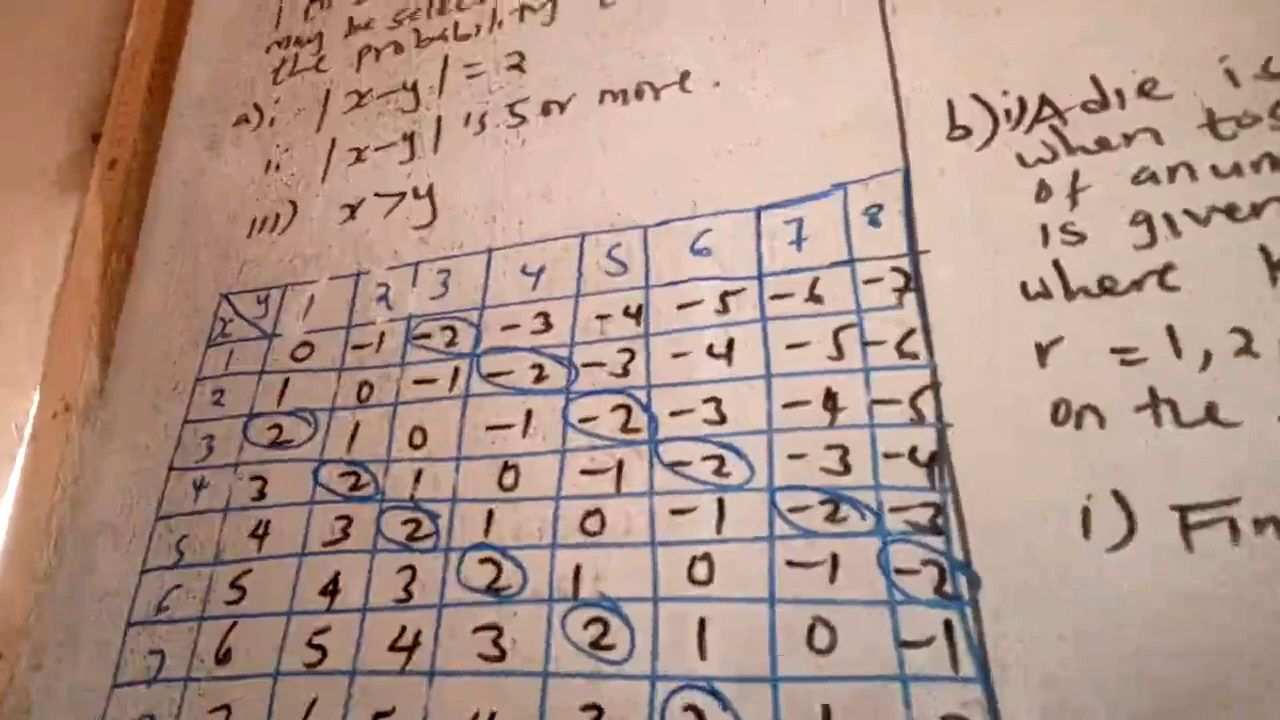 may be selec
the probability
a) i. |x-y| = 2
ii. |x-y| is 5 or more.
iii) x>y
x y 1 2 3 4 5 6 7 8
1 0 -1 -2 -3 -4 -5 -6 -7
2 1 0 -1 -2 -3 -4 -5 -6
3 2 1 0 -1 -2 -3 -4 -5
4 3 2 1 0 -1 -2 -3 -4
5 4 3 2 1 0 -1 -2 -3
6 5 4 3 2 1 0 -1 -2
7 6 5 4 3 2 1 0 -1
b) i) A die is
when tos
of a num
is given
where
r = 1, 2
on the
i) Fin